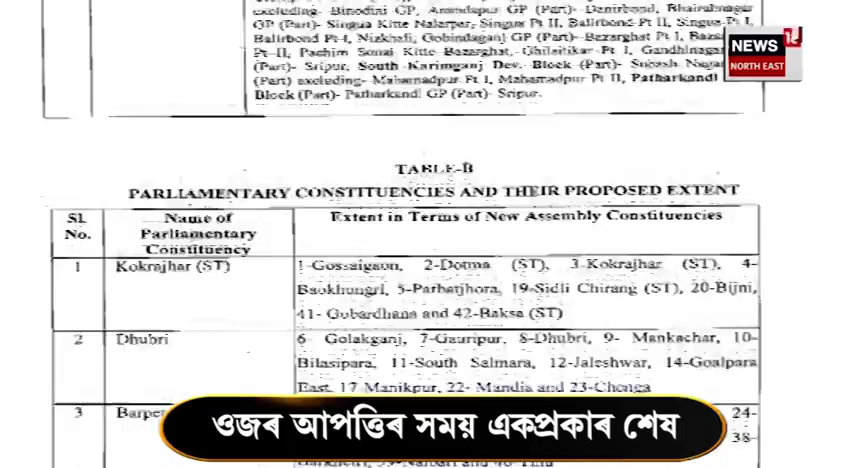 excluding- Binodini GP, Anandapur GP (Part)- Danirbond, Bhairabnagar
GP (Part)- Singua Kitte Nalarpar, Singua Pt II, Balirbond Pt II, Singua Pt I,
Balirbond Pt I, Nizkhali, Gobindaganj GP (Part)- Bazarghat Pt I,
Pt II, Pachim Sonai Kitte Bazarghat, Ghilaitikar Pt I, Gandhinagar
(Part)- Sripur, South Karimganj Dev. Block (Part)- Subash Nagar
(Part) excluding- Mahamadpur Pt I, Mahamadpur Pt II, Patharkandi
Block (Part)- Patharkandi GP (Part)- Sripur.
NEWS 18
NORTH EAST
TABLE-B
PARLIAMENTARY CONSTITUENCIES AND THEIR PROPOSED EXTENT
Sl. No.
Name of Parliamentary Constituency
Extent in Terms of New Assembly Constituencies
1 Kokrajhar (ST) 1-Gossaigaon, 2-Dotma (ST), 3-Kokrajhar (ST), 4-
Baokhungri, 5-Parbatjhora, 19-Sidli Chirang (ST), 20-Bijni,
41- Gobardhana and 42-Baksa (ST)
2 Dhubri 6- Golakganj, 7-Gauripur, 8-Dhubri, 9- Mankachar, 10-
Bilasipara, 11-South Salmara, 12-Jaleshwar, 14-Goalpara
East, 17 Manikpur, 22- Mandia and 23-Chenga
3 24-
38-
ওজৰ আপত্তিৰ সময় একপ্ৰকাৰ শেষ